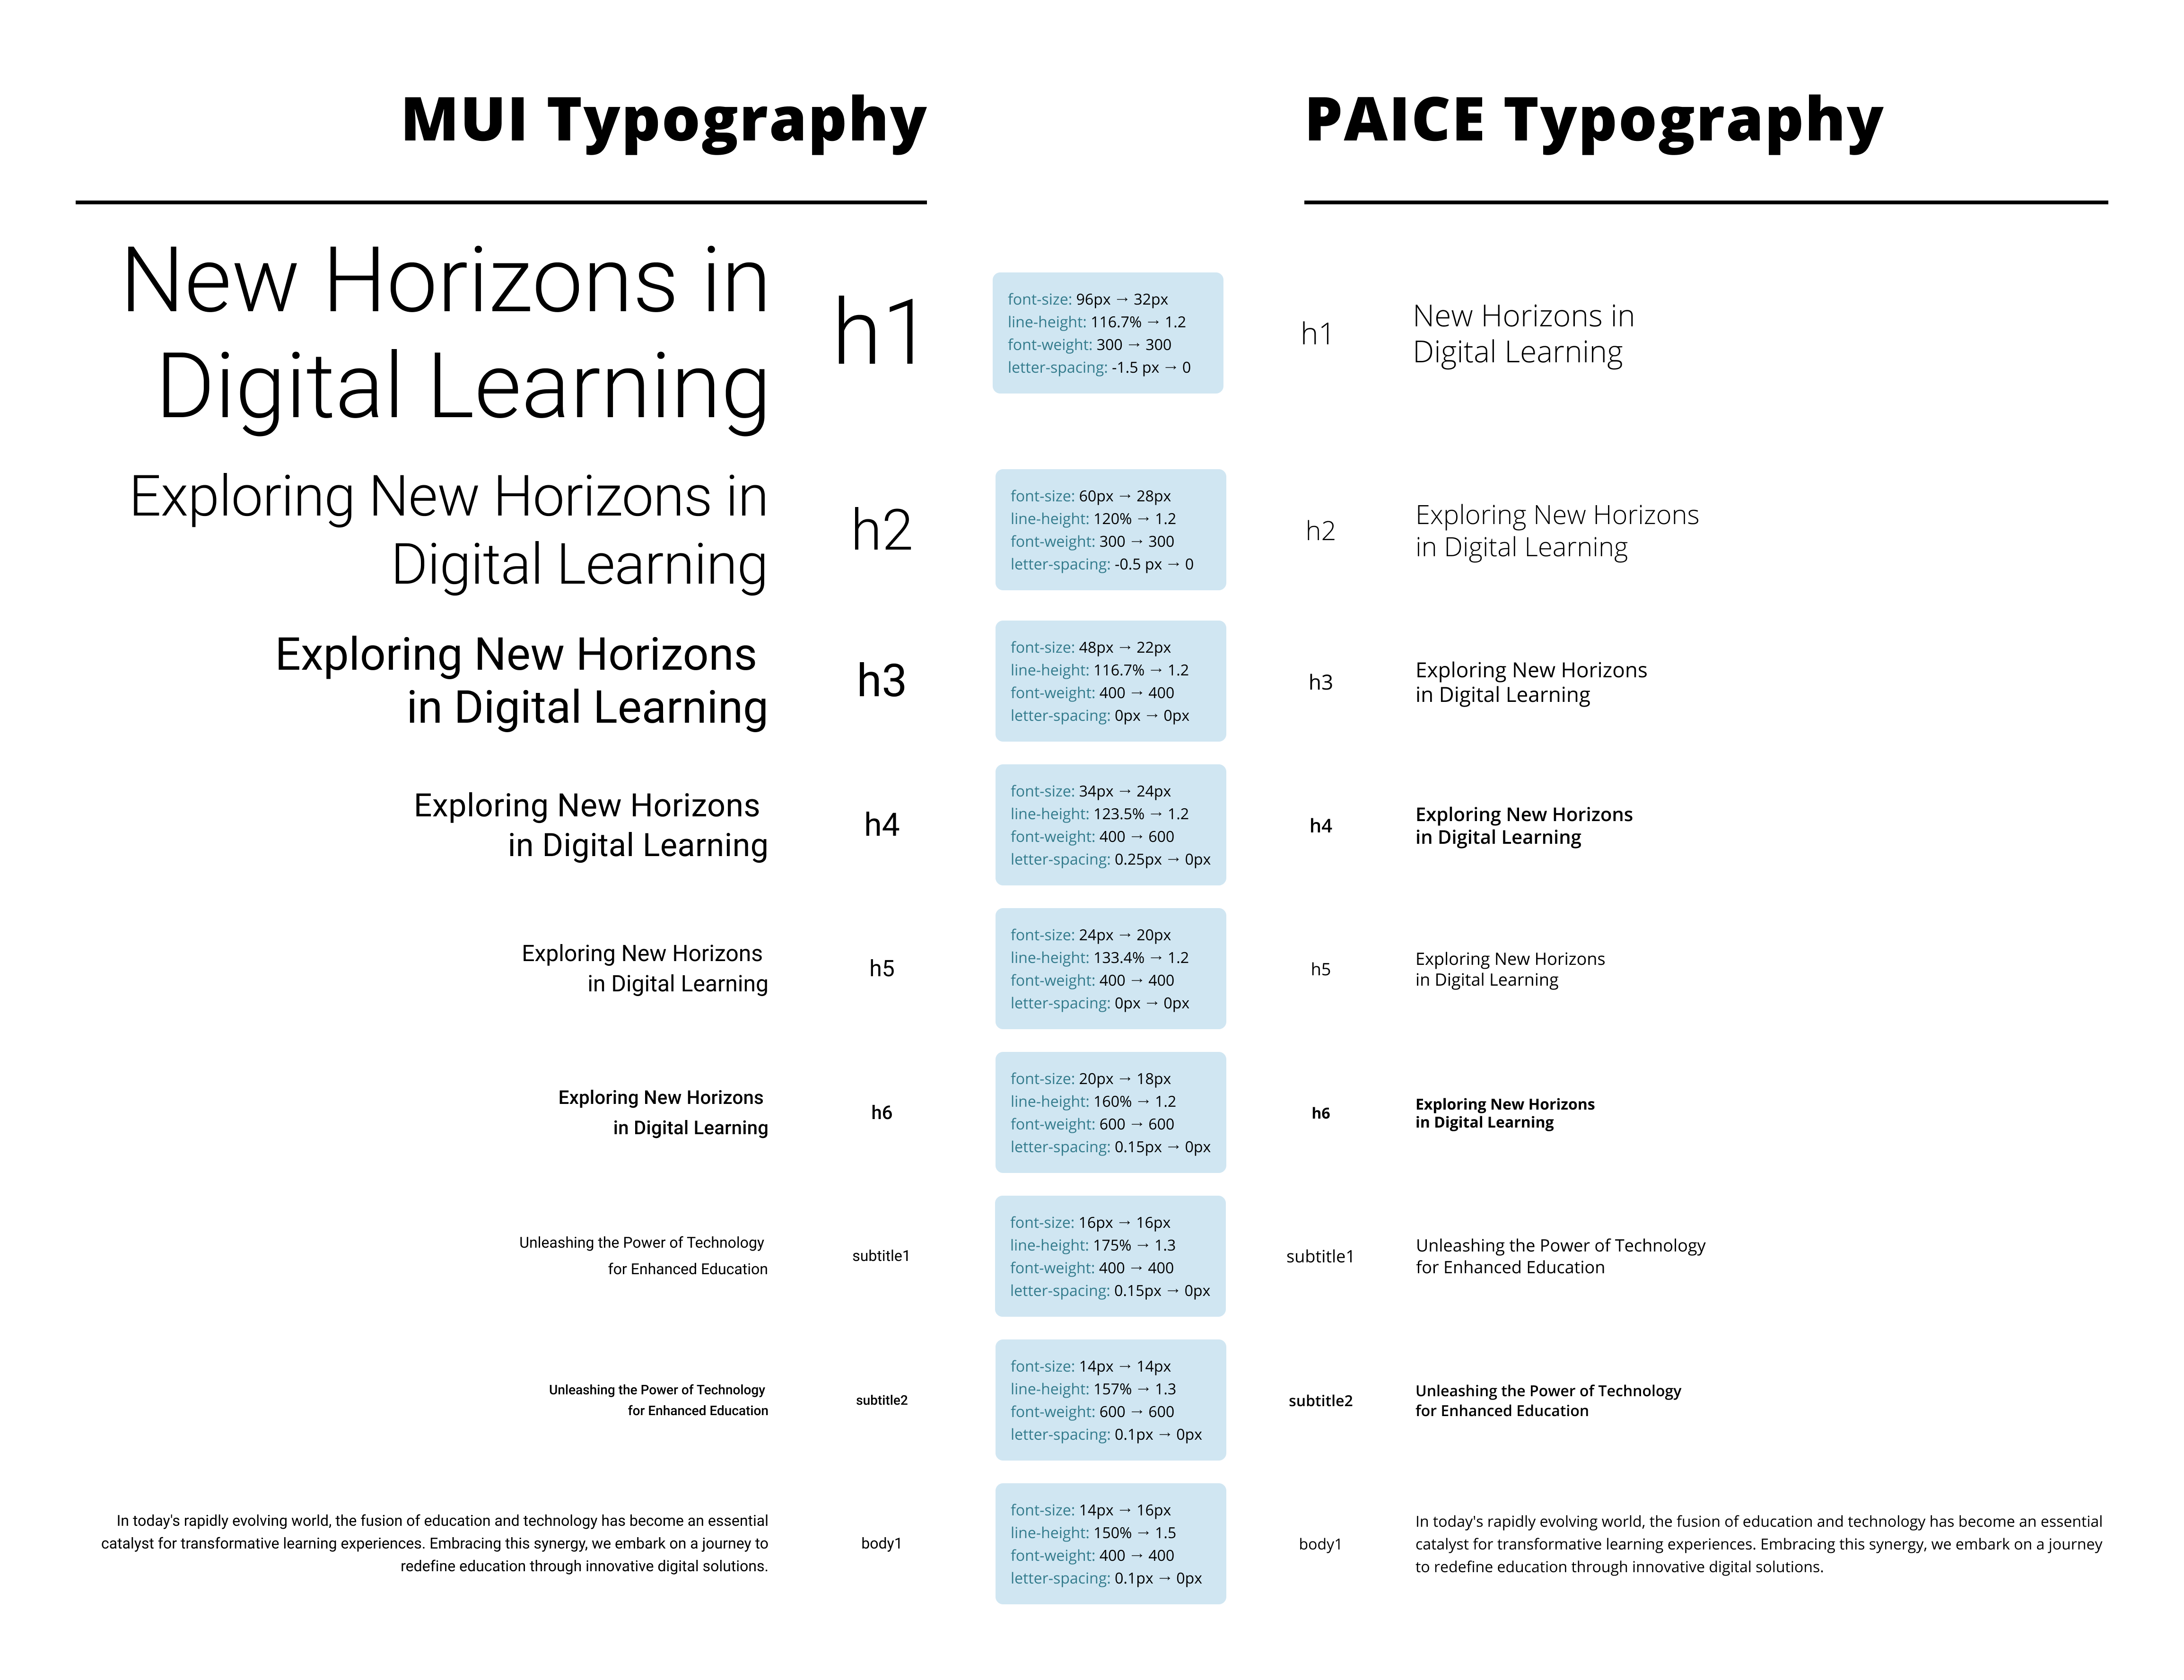 MUI Typography
PAICE Typography
New Horizons in
Digital Learning
h1
font-size: 96px → 32px
line-height: 116.7% → 1.2
font-weight: 300 → 300
letter-spacing: -1.5 px → 0
h1
New Horizons in
Digital Learning
Exploring New Horizons in
Digital Learning
h2
font-size: 60px → 28px
line-height: 120% → 1.2
font-weight: 300 → 300
letter-spacing: -0.5 px → 0
h2
Exploring New Horizons
in Digital Learning
Exploring New Horizons
in Digital Learning
h3
font-size: 48px → 22px
line-height: 116.7% → 1.2
font-weight: 400 → 400
letter-spacing: 0px → 0px
h3
Exploring New Horizons
in Digital Learning
Exploring New Horizons
in Digital Learning
h4
font-size: 34px → 24px
line-height: 123.5% → 1.2
font-weight: 400 → 600
letter-spacing: 0.25px → 0px
h4
Exploring New Horizons
in Digital Learning
Exploring New Horizons
in Digital Learning
h5
font-size: 24px → 20px
line-height: 133.4% → 1.2
font-weight: 400 → 400
letter-spacing: 0px → 0px
h5
Exploring New Horizons
in Digital Learning
Exploring New Horizons
in Digital Learning
h6
font-size: 20px → 18px
line-height: 160% → 1.2
font-weight: 600 → 600
letter-spacing: 0.15px → 0px
h6
Exploring New Horizons
in Digital Learning
Unleashing the Power of Technology
for Enhanced Education
subtitle1
font-size: 16px → 16px
line-height: 175% → 1.3
font-weight: 400 → 400
letter-spacing: 0.15px → 0px
subtitle1
Unleashing the Power of Technology
for Enhanced Education
Unleashing the Power of Technology
for Enhanced Education
subtitle2
font-size: 14px → 14px
line-height: 157% → 1.3
font-weight: 600 → 600
letter-spacing: 0.1px → 0px
subtitle2
Unleashing the Power of Technology
for Enhanced Education
In today's rapidly evolving world, the fusion of education and technology has become an essential
catalyst for transformative learning experiences. Embracing this synergy, we embark on a journey to
redefine education through innovative digital solutions.
body1
font-size: 14px → 16px
line-height: 150% → 1.5
font-weight: 400 → 400
letter-spacing: 0.1px → 0px
body1
In today's rapidly evolving world, the fusion of education and technology has become an essential
catalyst for transformative learning experiences. Embracing this synergy, we embark on a journey
to redefine education through innovative digital solutions.